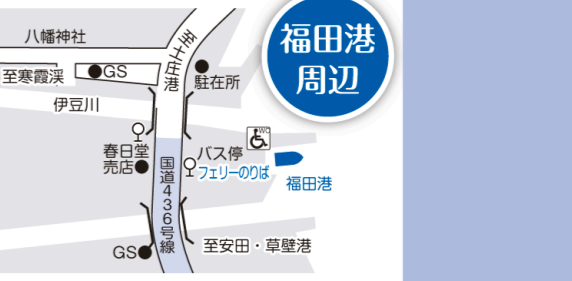 八幡神社
至土庄港
福田港
周辺
至寒霞渓
GS
駐在所
伊豆川
WC
春日堂
売店
国道436号線
バス停
フェリーのりば
福田港
GS
至安田・草壁港